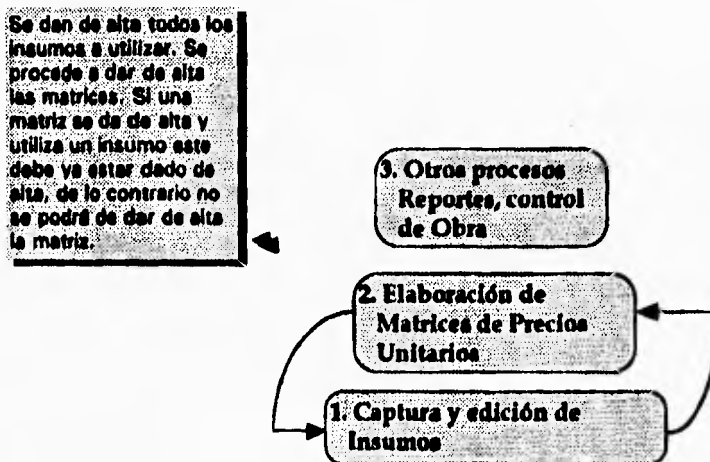 Se dan de alta todos los
insumos a utilizar. Se
procede a dar de alta
las matrices. Si una
matriz se da de alta y
utiliza un insumo este
debe ya estar dado de
alta, de lo contrario no
se podrá de dar de alta
la matriz.
3. Otros procesos
Reportes, control
de Obra
2. Elaboración de
Matrices de Precios
Unitarios
1. Captura y edición de
Insumos